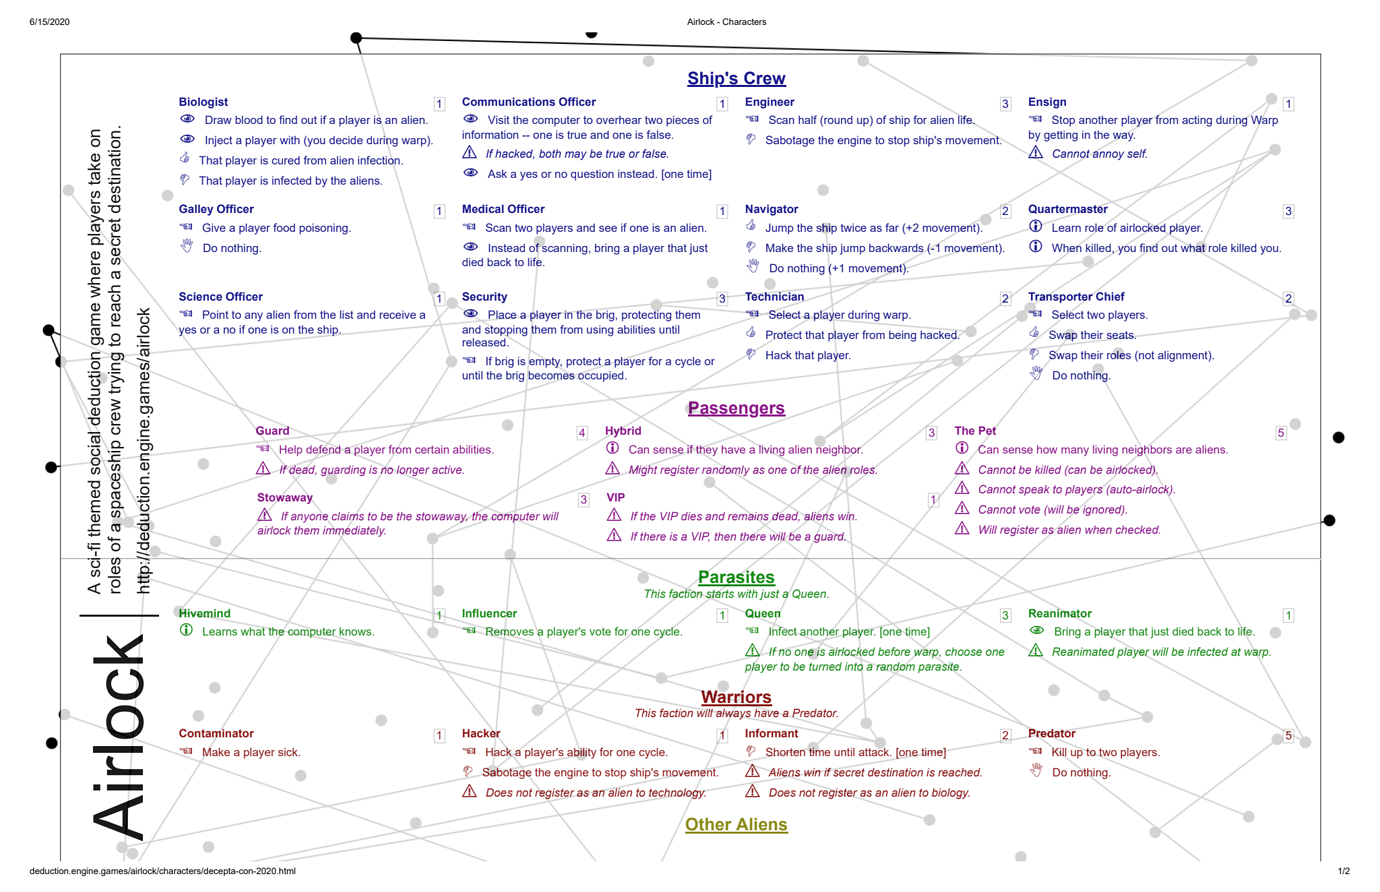 6/15/2020
Airlock - Characters
Ship's Crew
Biologist 1
Draw blood to find out if a player is an alien.
Inject a player with (you decide during warp).
That player is cured from alien infection.
That player is infected by the aliens.
Communications Officer 1
Visit the computer to overhear two pieces of
information -- one is true and one is false.
If hacked, both may be true or false.
Ask a yes or no question instead. [one time]
Engineer 3
Scan half (round up) of ship for alien life.
Sabotage the engine to stop ship's movement.
Ensign 1
Stop another player from acting during Warp
by getting in the way.
Cannot annoy self.
Galley Officer 1
Give a player food poisoning.
Do nothing.
Medical Officer 1
Scan two players and see if one is an alien.
Instead of scanning, bring a player that just
died back to life.
Navigator 2
Jump the ship twice as far (+2 movement).
Make the ship jump backwards (-1 movement).
Do nothing (+1 movement).
Quartermaster 3
Learn role of airlocked player.
When killed, you find out what role killed you.
Science Officer 1
Point to any alien from the list and receive a
yes or a no if one is on the ship.
Security 3
Place a player in the brig, protecting them
and stopping them from using abilities until
released.
If brig is empty, protect a player for a cycle or
until the brig becomes occupied.
Technician 2
Select a player during warp.
Protect that player from being hacked.
Hack that player.
Transporter Chief 2
Select two players.
Swap their seats.
Swap their roles (not alignment).
Do nothing.
Passengers
Guard 4
Help defend a player from certain abilities.
If dead, guarding is no longer active.
Hybrid 3
Can sense if they have a living alien neighbor.
Might register randomly as one of the alien roles.
The Pet 5
Can sense how many living neighbors are aliens.
Cannot be killed (can be airlocked).
Cannot speak to players (auto-airlock).
Cannot vote (will be ignored).
Will register as alien when checked.
Stowaway 3
If anyone claims to be the stowaway, the computer will
airlock them immediately.
VIP 1
If the VIP dies and remains dead, aliens win.
If there is a VIP, then there will be a guard.
Parasites
This faction starts with just a Queen.
Hivemind 1
Learns what the computer knows.
Influencer 1
Removes a player's vote for one cycle.
Queen 3
Infect another player. [one time]
If no one is airlocked before warp, choose one
player to be turned into a random parasite.
Reanimator 1
Bring a player that just died back to life.
Reanimated player will be infected at warp.
Warriors
This faction will always have a Predator.
Contaminator 1
Make a player sick.
Hacker 1
Hack a player's ability for one cycle.
Sabotage the engine to stop ship's movement.
Does not register as an alien to technology.
Informant 2
Shorten time until attack. [one time]
Aliens win if secret destination is reached.
Does not register as an alien to biology.
Predator 5
Kill up to two players.
Do nothing.
Other Aliens
Airlock
A sci-fi themed social deduction game where players take on
roles of a spaceship crew trying to reach a secret destination.
http://deduction.engine.games/airlock
deduction.engine.games/airlock/characters/decepta-con-2020.html
1/2